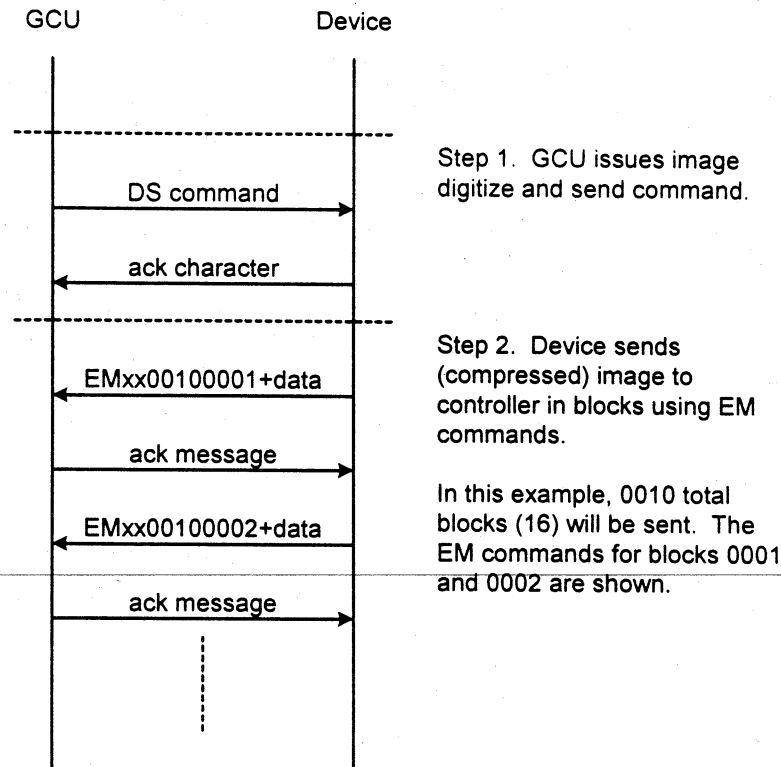 GCU
Device
Step 1. GCU issues image
digitize and send command.
DS command
ack character
Step 2. Device sends
(compressed) image to
controller in blocks using EM
commands.
EMxx00100001+data
ack message
In this example, 0010 total
blocks (16) will be sent. The
EM commands for blocks 0001
and 0002 are shown.
EMxx00100002+data
ack message